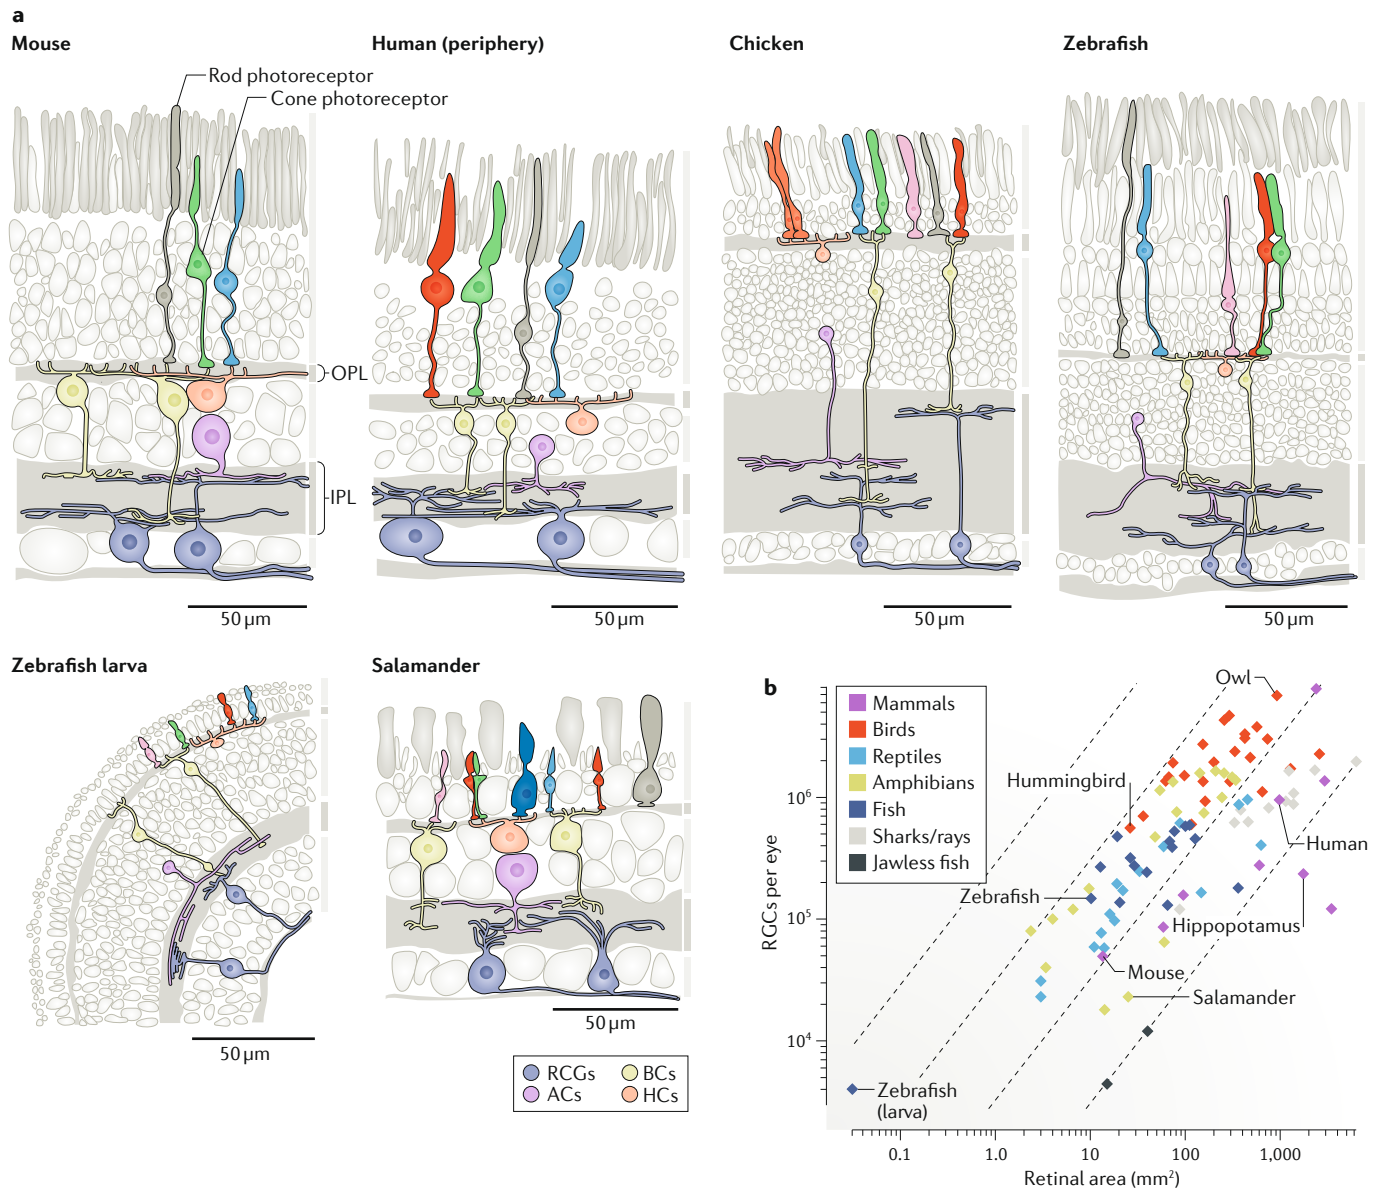 a
Mouse
Human (periphery)
Chicken
Zebrafish
Rod photoreceptor
Cone photoreceptor
OPL
IPL
50 µm
50 µm
50 µm
50 µm
Zebrafish larva
Salamander
50 µm
50 µm
RCGs
BCs
ACs
HCs
b
Mammals
Birds
Reptiles
Amphibians
Fish
Sharks/rays
Jawless fish
Owl
Hummingbird
Human
Zebrafish
Hippopotamus
Mouse
Salamander
Zebrafish
(larva)
RGCs per eye
10⁶
10⁵
10⁴
0.1
1.0
10
100
1,000
Retinal area (mm²)